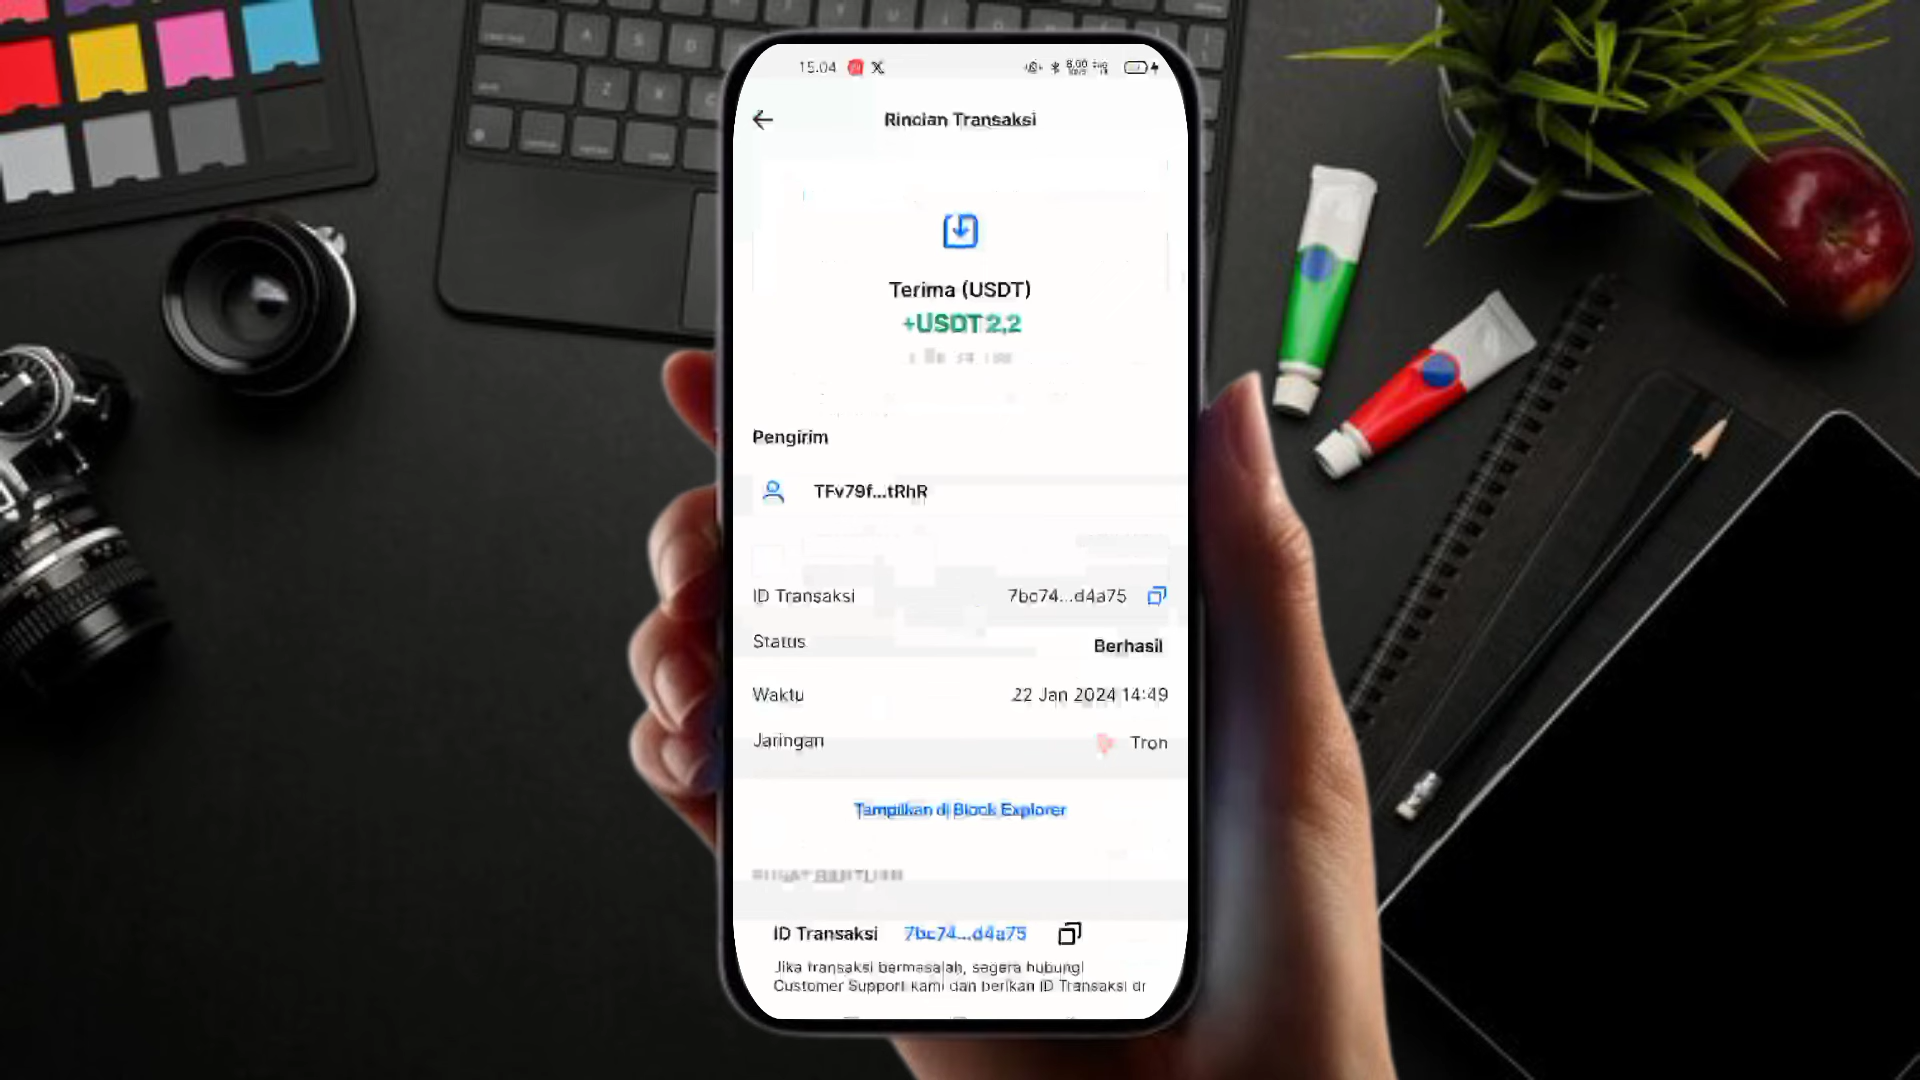 15.04
Rincian Transaksi
Terima (USDT)
+USDT 2,2
Pengirim
TFv79f...tRhR
ID Transaksi 7bc74...d4a75
Status Berhasil
Waktu 22 Jan 2024 14:49
Jaringan Tron
Tampilkan di Block Explorer
ID Transaksi 7bc74...d4a75
Jika transaksi bermasalah, segera hubungi
Customer Support kami dan berikan ID Transaksi di